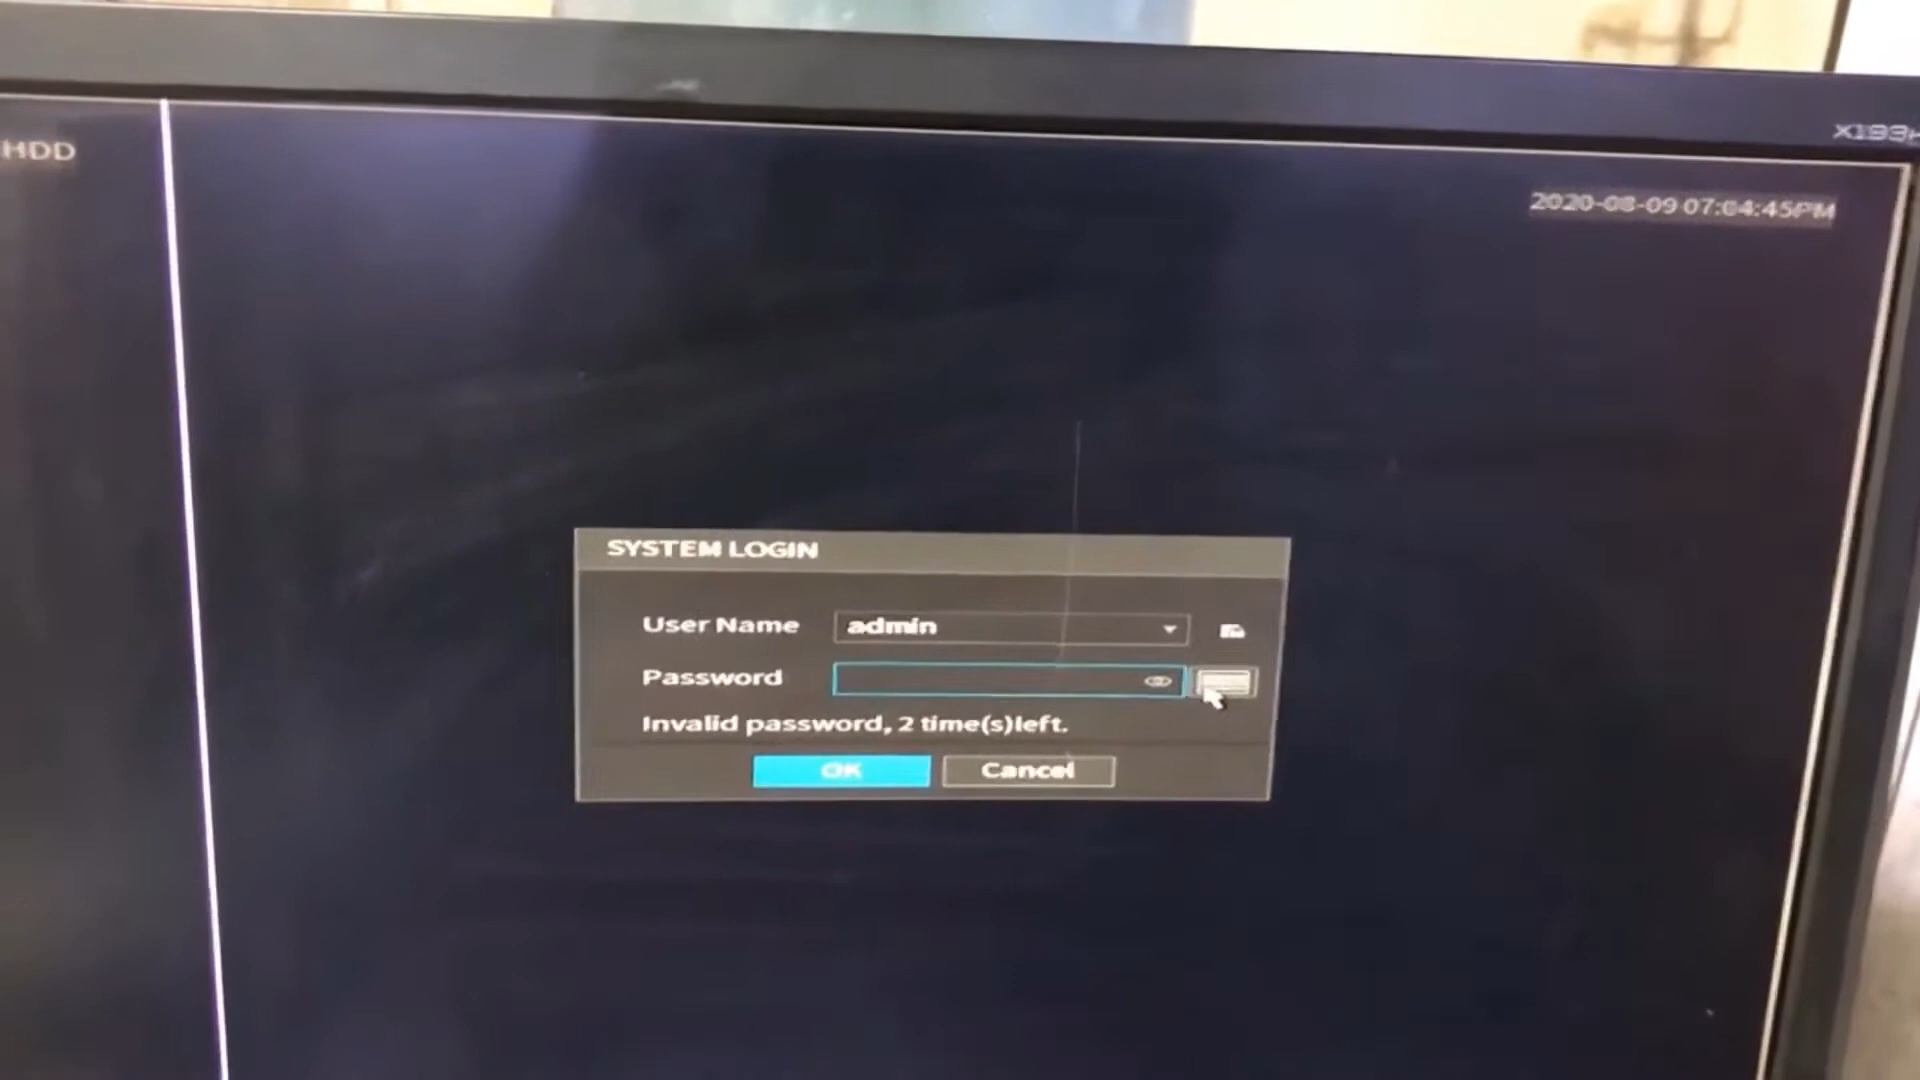 HDD
2020-08-09 07:04:45PM
SYSTEM LOGIN
User Name admin
Password
Invalid password, 2 time(s)left.
OK Cancel